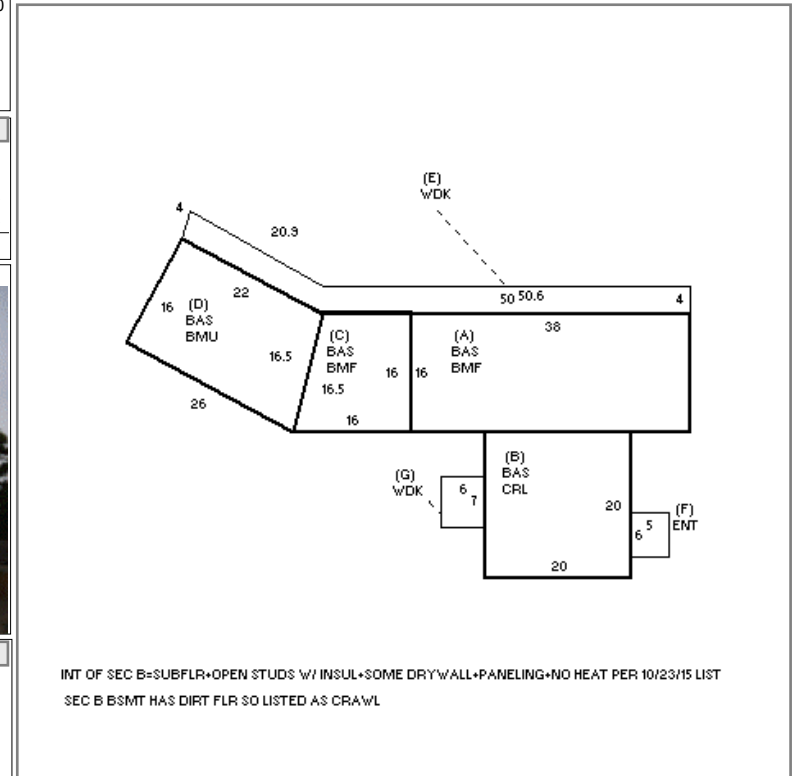 (E)
WDK
4
20.9
50 50.6
4
22
38
16
(D)
BAS
BMU
(C)
BAS
BMF
(A)
BAS
BMF
16.5
16
16
16.5
26
16
(B)
BAS
CRL
(G)
WDK
6
7
20
(F)
ENT
5
6
20
INT OF SEC B=SUBFLR+OPEN STUDS W/ INSUL+SOME DRYWALL+PANELING+NO HEAT PER 10/23/15 LIST
SEC B BSMT HAS DIRT FLR SO LISTED AS CRAWL